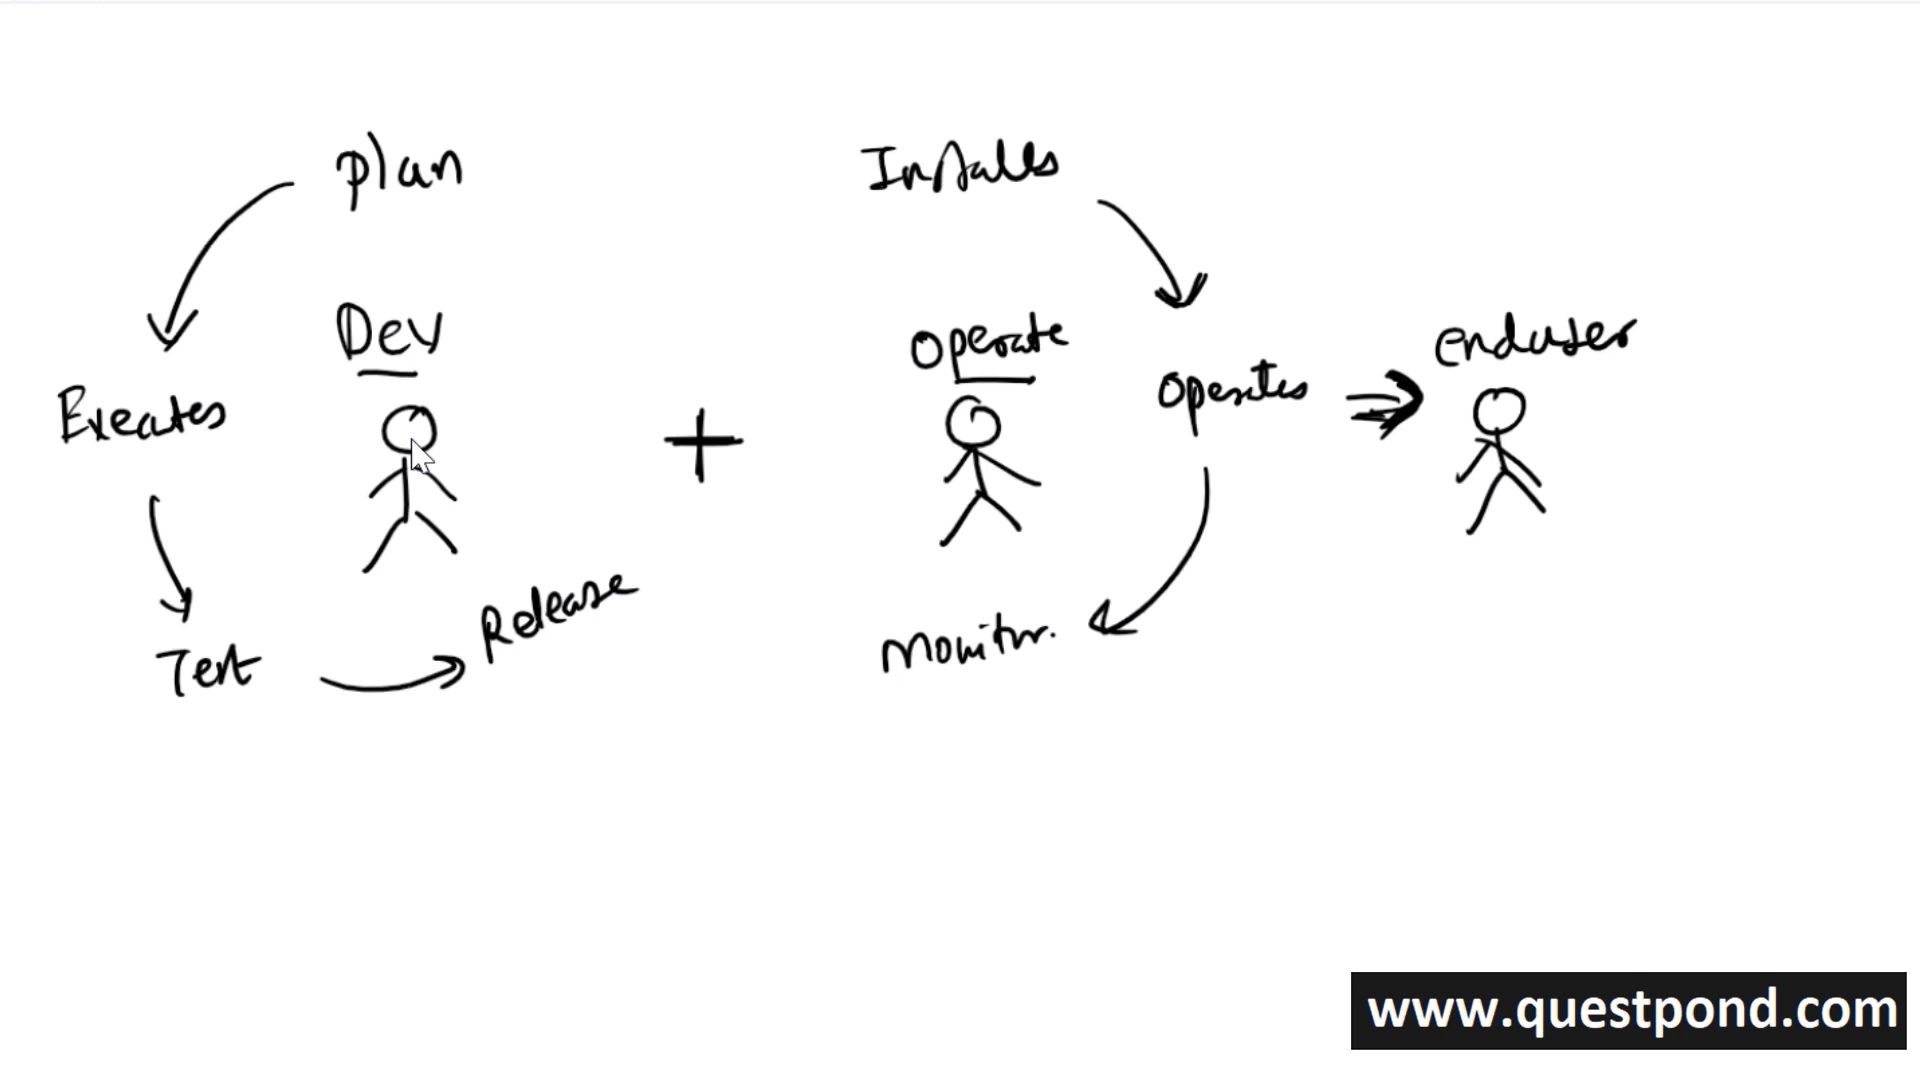 Plan
Installs
Dev
Operate
enduser
Executes
Operates
Release
Test
Monitor.
www.questpond.com